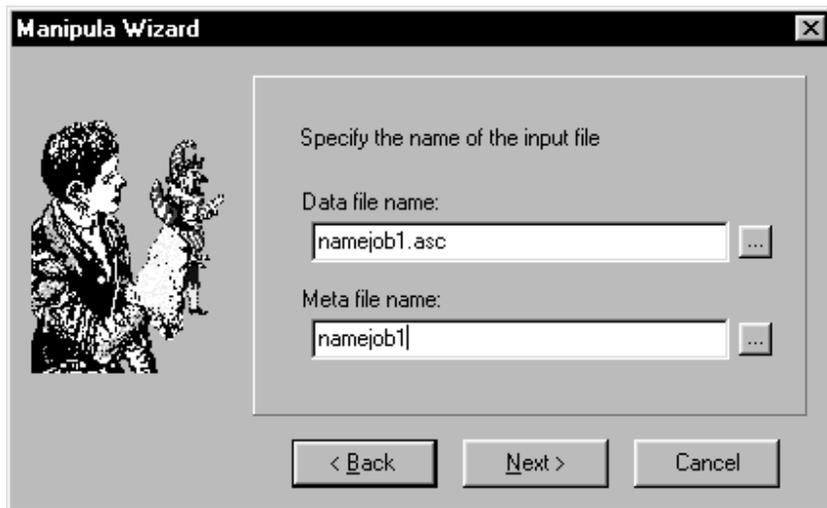 Manipula Wizard
Specify the name of the input file
Data file name:
namejob1.asc
...
Meta file name:
namejob1
...
< Back
Next >
Cancel